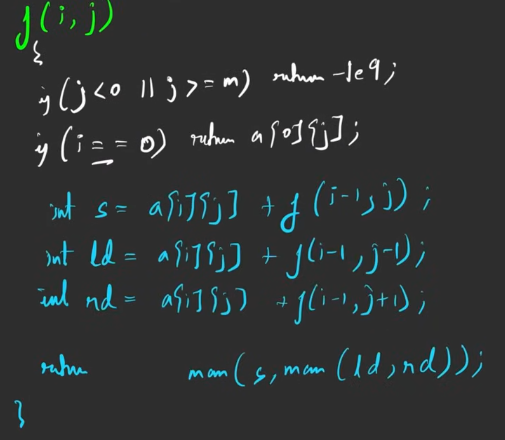 f(i, j)
{
if (j<0 || j>=m) return -1e9;
if (i == 0) return a[0][j];
int s = a[i][j] + f(i-1, j);
int ld = a[i][j] + f(i-1, j-1);
int rd = a[i][j] + f(i-1, j+1);
return max(s, max(ld, rd));
}